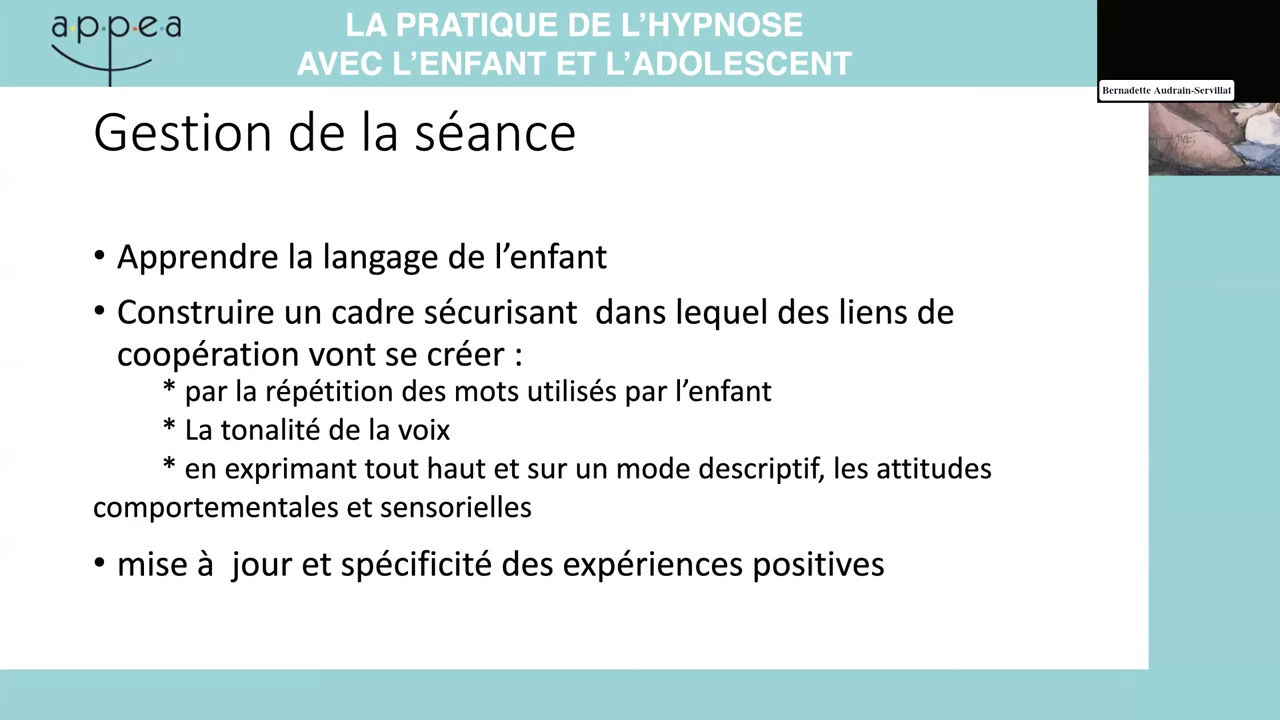 a·p·p·e·a
LA PRATIQUE DE L'HYPNOSE
AVEC L'ENFANT ET L'ADOLESCENT
Bernadette Audrain-Servillat
Gestion de la séance
• Apprendre la langage de l'enfant
• Construire un cadre sécurisant dans lequel des liens de
coopération vont se créer :
* par la répétition des mots utilisés par l'enfant
* La tonalité de la voix
* en exprimant tout haut et sur un mode descriptif, les attitudes
comportementales et sensorielles
• mise à jour et spécificité des expériences positives